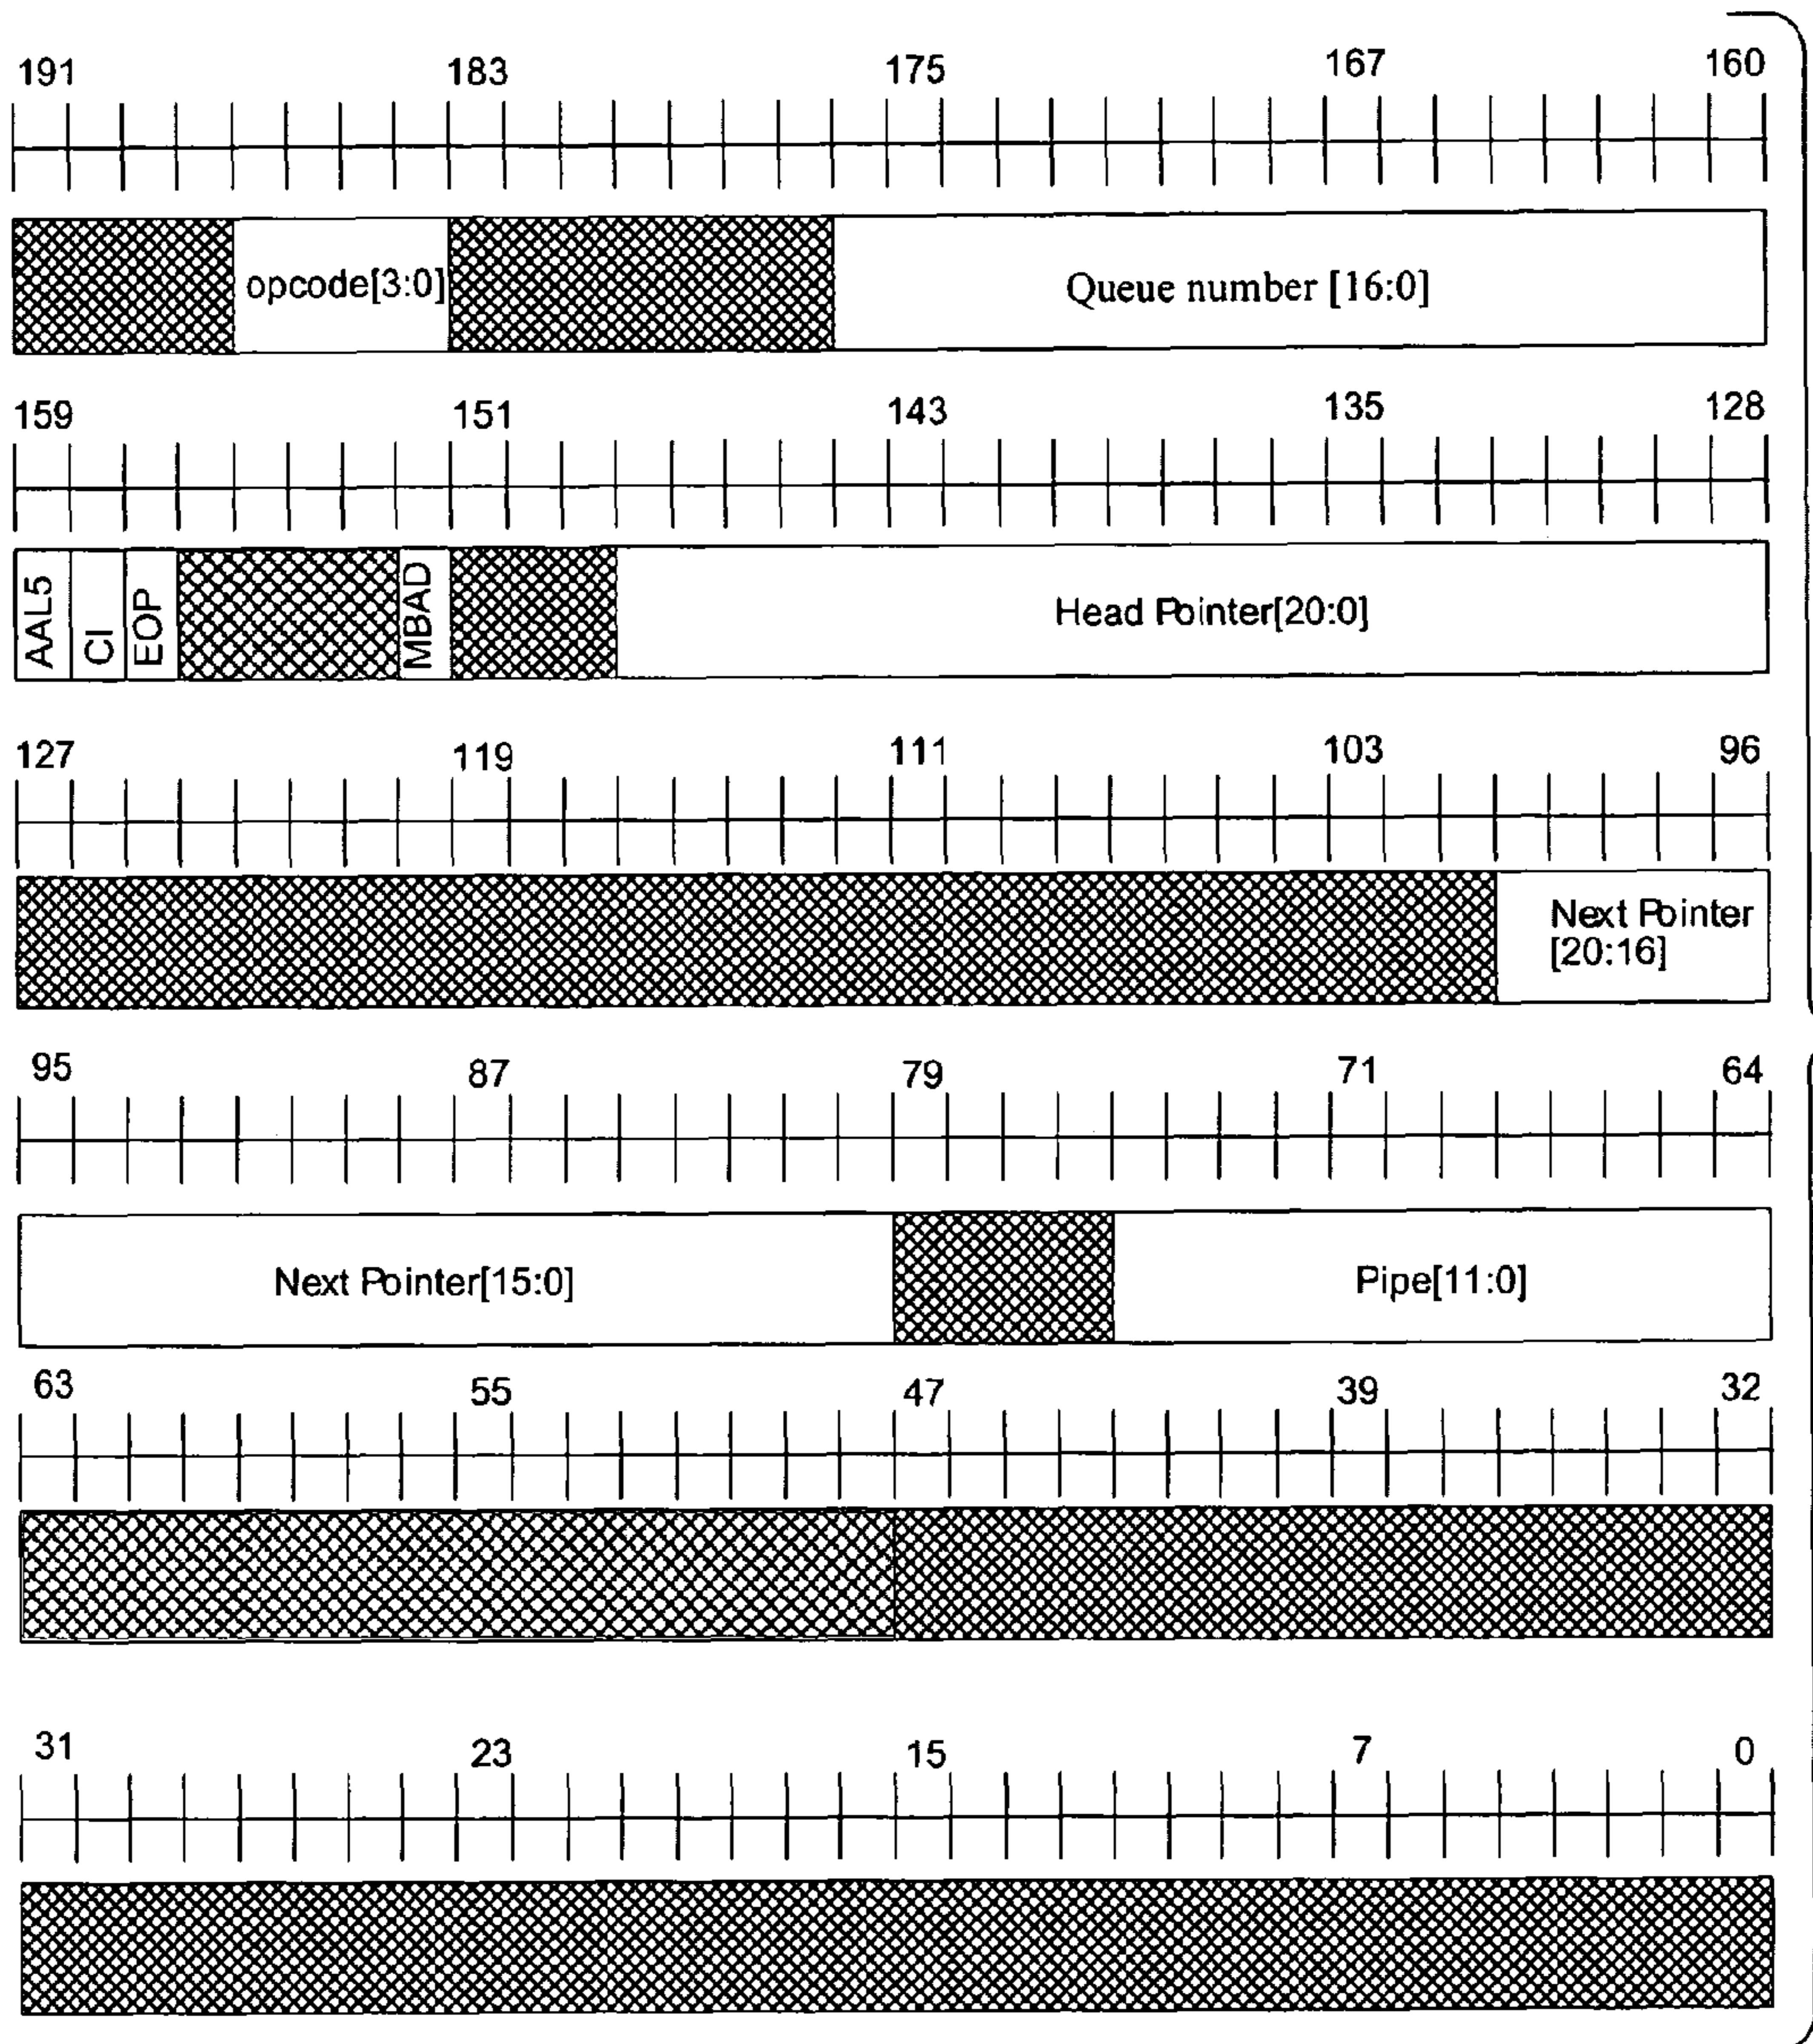 191 183 175 167 160
opcode[3:0] Queue number [16:0]
159 151 143 135 128
AAL5 CI EOP MBAD Head Pointer[20:0]
127 119 111 103 96
Next Pointer
[20:16]
95 87 79 71 64
Next Pointer[15:0] Pipe[11:0]
63 55 47 39 32
31 23 15 7 0